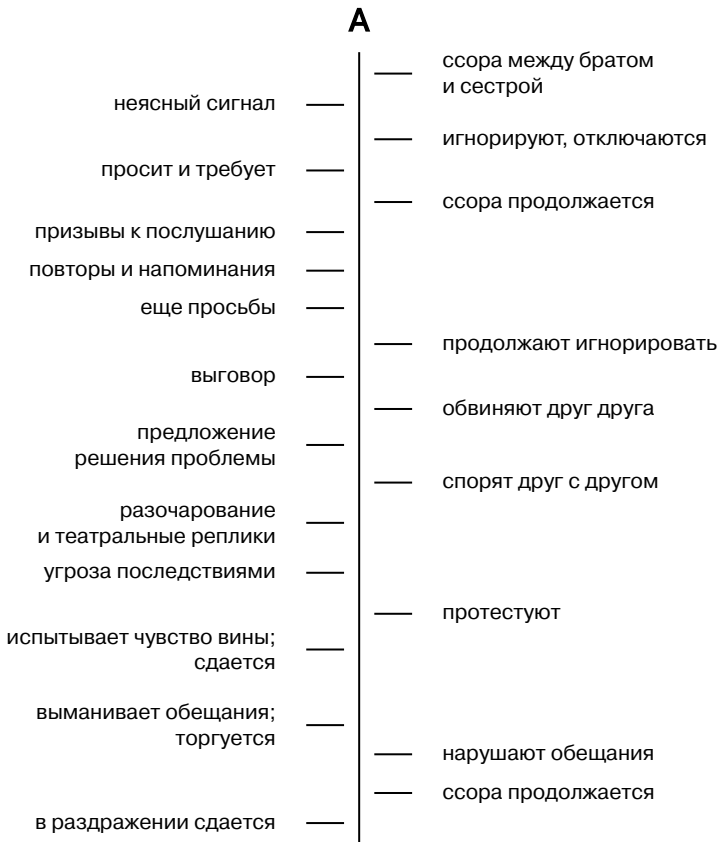 А
ссора между братом
и сестрой
неясный сигнал
игнорируют, отключаются
просит и требует
ссора продолжается
призывы к послушанию
повторы и напоминания
еще просьбы
продолжают игнорировать
выговор
обвиняют друг друга
предложение
решения проблемы
спорят друг с другом
разочарование
и театральные реплики
угроза последствиями
протестуют
испытывает чувство вины;
сдается
выманивает обещания;
торгуется
нарушают обещания
ссора продолжается
в раздражении сдается